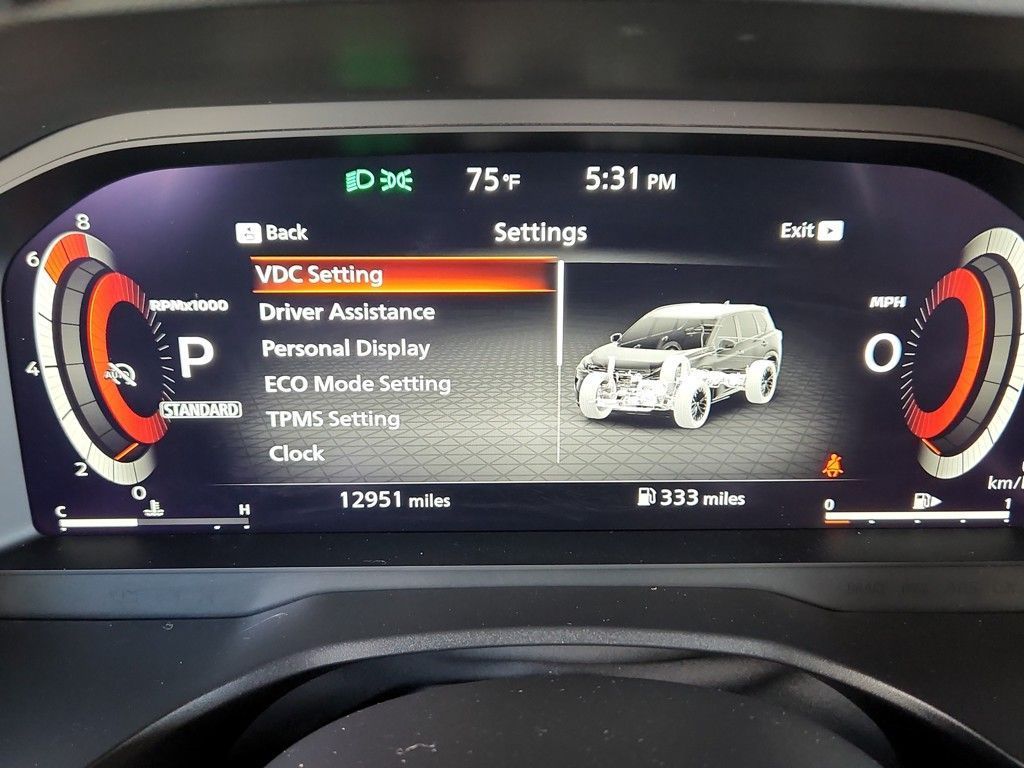 75°F 5:31 PM
Back Settings Exit
VDC Setting
Driver Assistance
Personal Display
ECO Mode Setting
TPMS Setting
Clock
8
6
4
2
0
RPMx1000
P
STANDARD
MPH
0
C H
12951 miles
333 miles
0 1